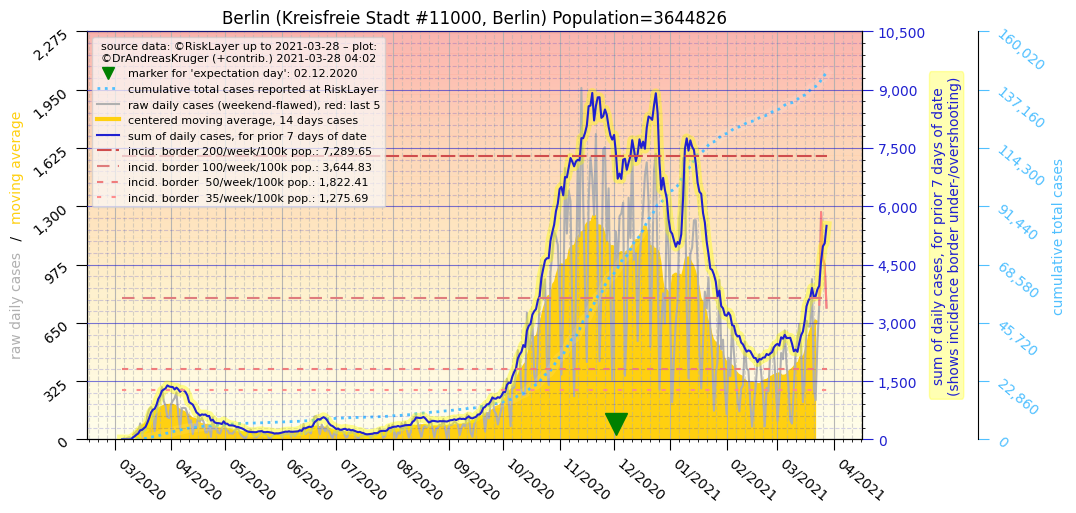 Berlin (Kreisfreie Stadt #11000, Berlin) Population=3644826
source data: ©RiskLayer up to 2021-03-28 – plot:
©DrAndreasKruger (+contrib.) 2021-03-28 04:02
marker for 'expectation day': 02.12.2020
cumulative total cases reported at RiskLayer
raw daily cases (weekend-flawed), red: last 5
centered moving average, 14 days cases
sum of daily cases, for prior 7 days of date
incid. border 200/week/100k pop.: 7,289.65
incid. border 100/week/100k pop.: 3,644.83
incid. border  50/week/100k pop.: 1,822.41
incid. border  35/week/100k pop.: 1,275.69
raw daily cases / moving average
2,275
1,950
1,625
1,300
975
650
325
0
03/2020
04/2020
05/2020
06/2020
07/2020
08/2020
09/2020
10/2020
11/2020
12/2020
01/2021
02/2021
03/2021
04/2021
10,500
9,000
7,500
6,000
4,500
3,000
1,500
0
sum of daily cases, for prior 7 days of date
(shows incidence border under-/overshooting)
160,020
137,160
114,300
91,440
68,580
45,720
22,860
0
cumulative total cases